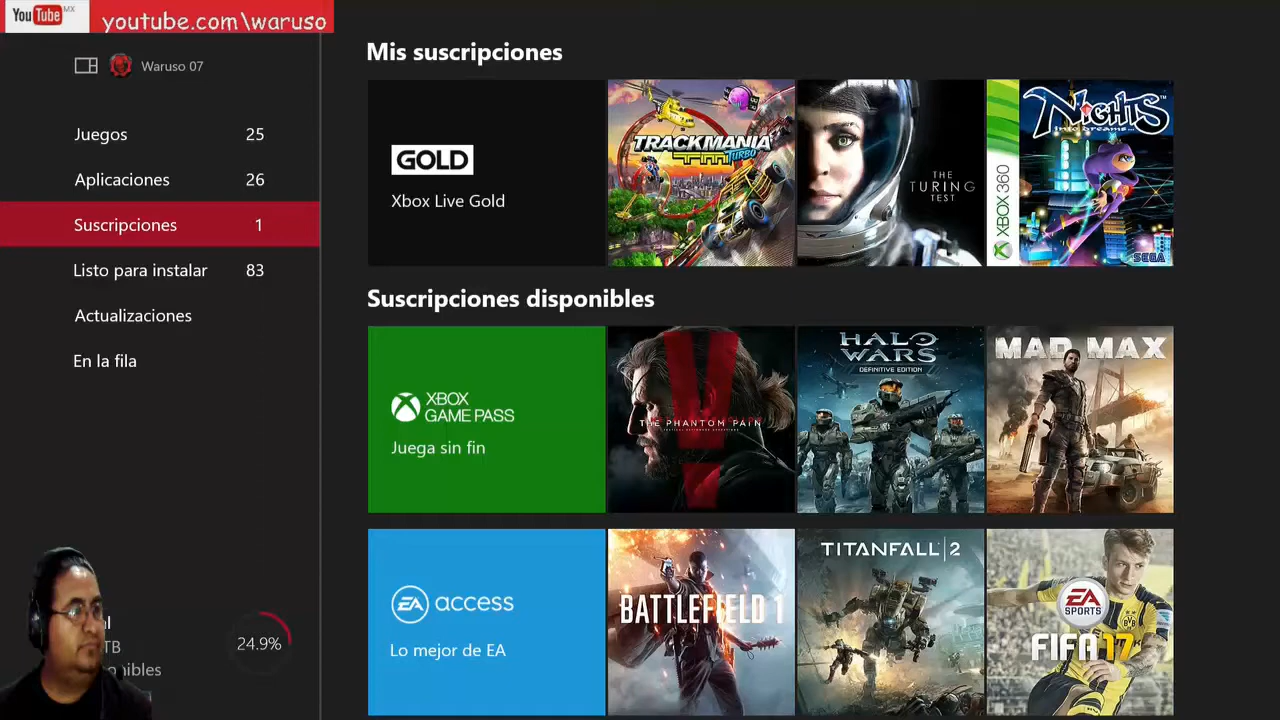 YouTube MX
youtube.com\waruso
Waruso 07
Juegos 25
Aplicaciones 26
Suscripciones 1
Listo para instalar 83
Actualizaciones
En la fila
24.9%
TB
Mis suscripciones
GOLD
Xbox Live Gold
TRACKMANIA
TM TURBO
THE
TURING
TEST
XBOX 360
NiGHTS
into dreams...
SEGA
Suscripciones disponibles
XBOX
GAME PASS
Juega sin fin
THE PHANTOM PAIN
HALO
WARS
DEFINITIVE EDITION
MAD MAX
EA access
Lo mejor de EA
BATTLEFIELD 1
TITANFALL|2
EA
SPORTS
FIFA 17